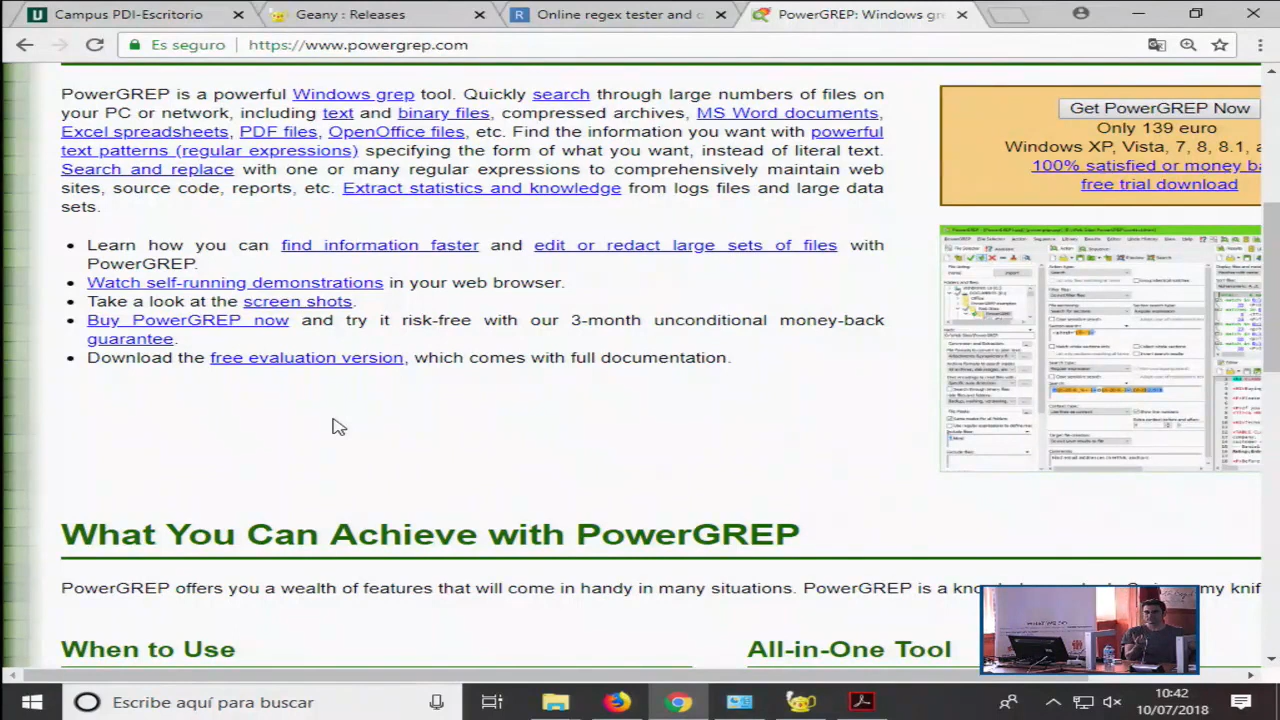 Campus PDI-Escritorio
Geany : Releases
Online regex tester and
PowerGREP: Windows gr
Es seguro
https://www.powergrep.com
PowerGREP is a powerful Windows grep tool. Quickly search through large numbers of files on
your PC or network, including text and binary files, compressed archives, MS Word documents,
Excel spreadsheets, PDF files, OpenOffice files, etc. Find the information you want with powerful
text patterns (regular expressions) specifying the form of what you want, instead of literal text.
Search and replace with one or many regular expressions to comprehensively maintain web
sites, source code, reports, etc. Extract statistics and knowledge from logs files and large data
sets.
Get PowerGREP Now
Only 139 euro
Windows XP, Vista, 7, 8, 8.1,
100% satisfied or money
free trial download
Learn how you can find information faster and edit or redact large sets of files with
PowerGREP.
Watch self-running demonstrations in your web browser.
Take a look at the screen shots.
Buy PowerGREP now and try it risk-free with our 3-month unconditional money-back
guarantee.
Download the free evaluation version, which comes with full documentation.
What You Can Achieve with PowerGREP
PowerGREP offers you a wealth of features that will come in handy in many situations. PowerGREP is a
When to Use
All-in-One Tool
Escribe aquí para buscar
10:42
10/07/2018